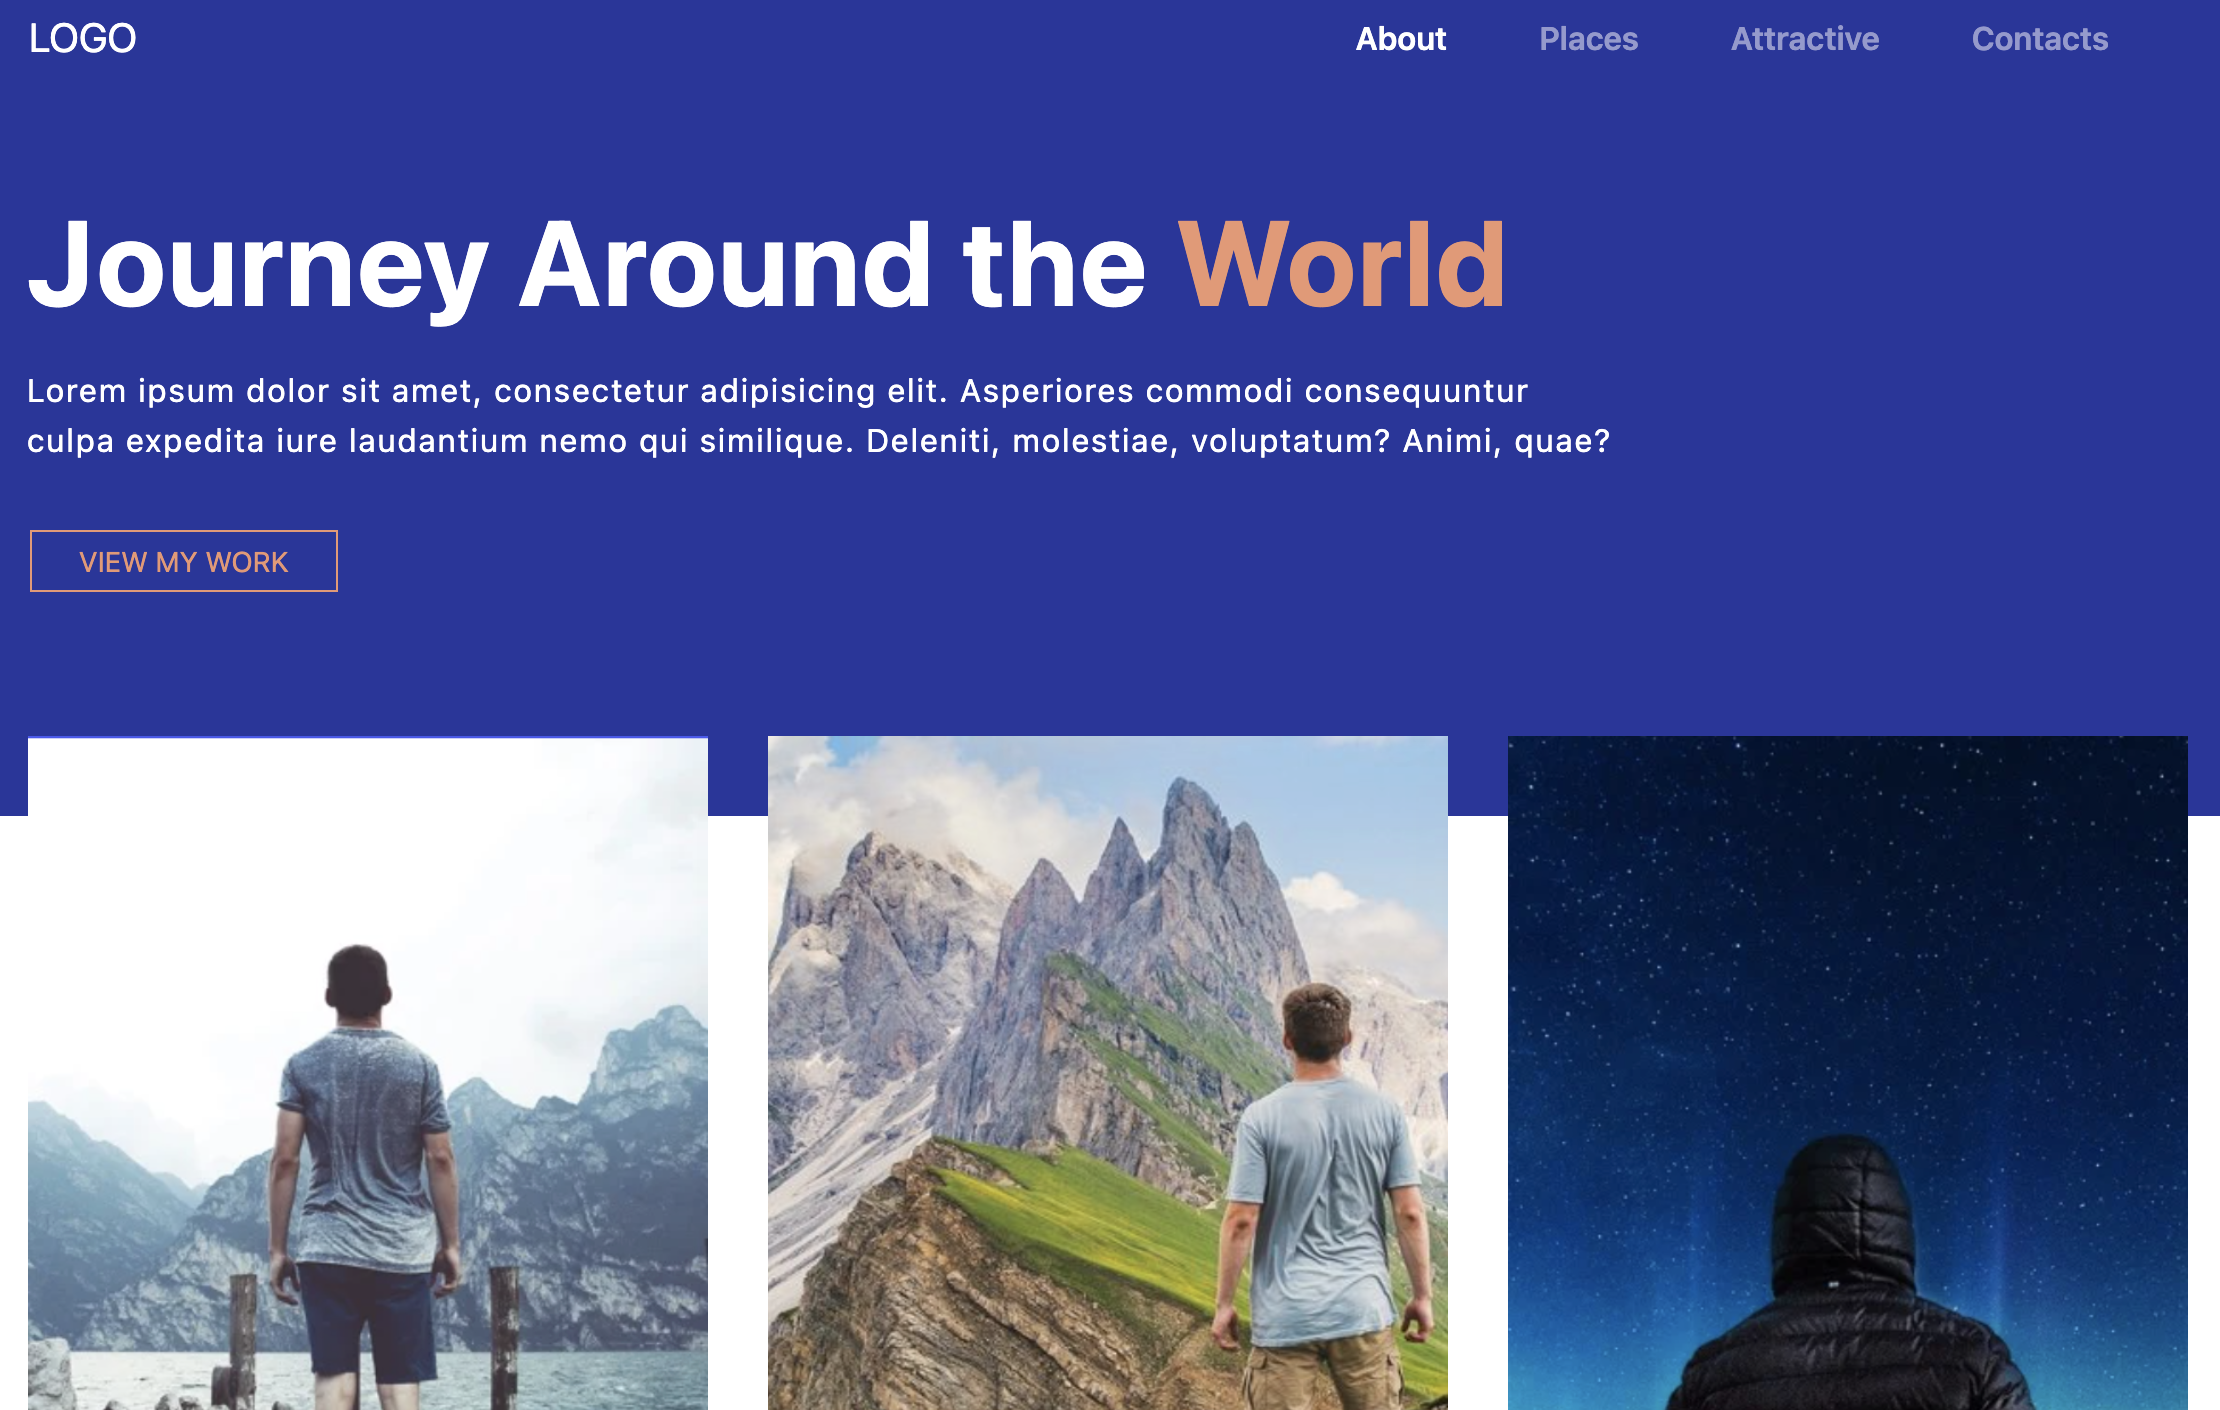 LOGO
About
Places
Attractive
Contacts
Journey Around the World
Lorem ipsum dolor sit amet, consectetur adipisicing elit. Asperiores commodi consequuntur
culpa expedita iure laudantium nemo qui similique. Deleniti, molestiae, voluptatum? Animi, quae?
VIEW MY WORK